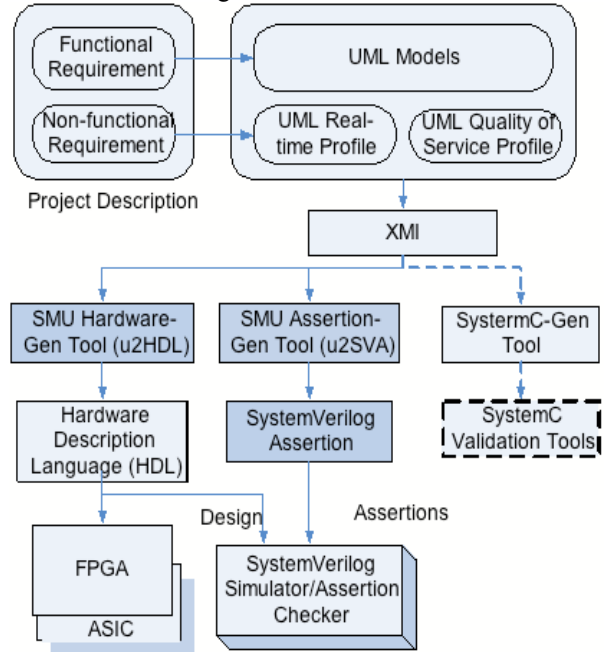 Functional
Requirement
UML Models
Non-functional
Requirement
UML Real-
time Profile
UML Quality of
Service Profile
Project Description
XMI
SMU Hardware-
Gen Tool (u2HDL)
SMU Assertion-
Gen Tool (u2SVA)
SystermC-Gen
Tool
Hardware
Description
Language (HDL)
SystemVerilog
Assertion
SystemC
Validation Tools
Design
Assertions
FPGA
ASIC
SystemVerilog
Simulator/Assertion
Checker